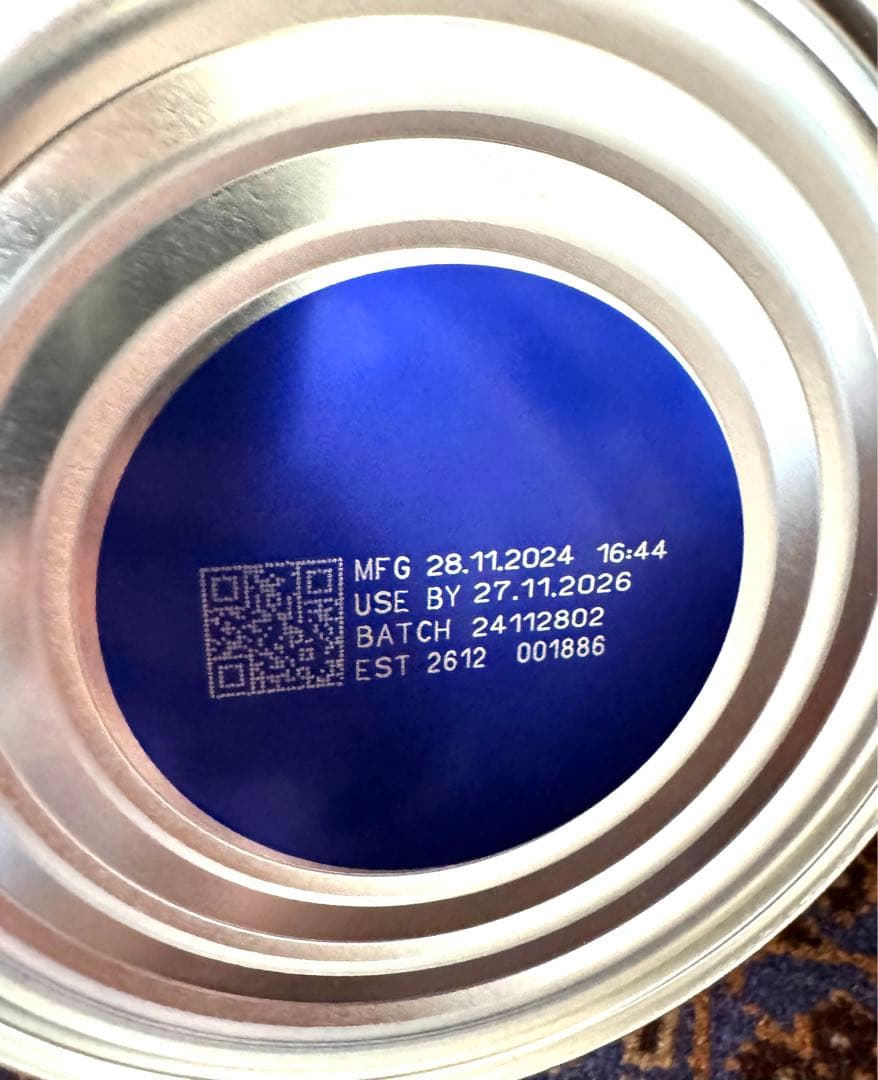 MFG 28.11.2024 16:44
USE BY 27.11.2026
BATCH 24112802
EST 2612 001886